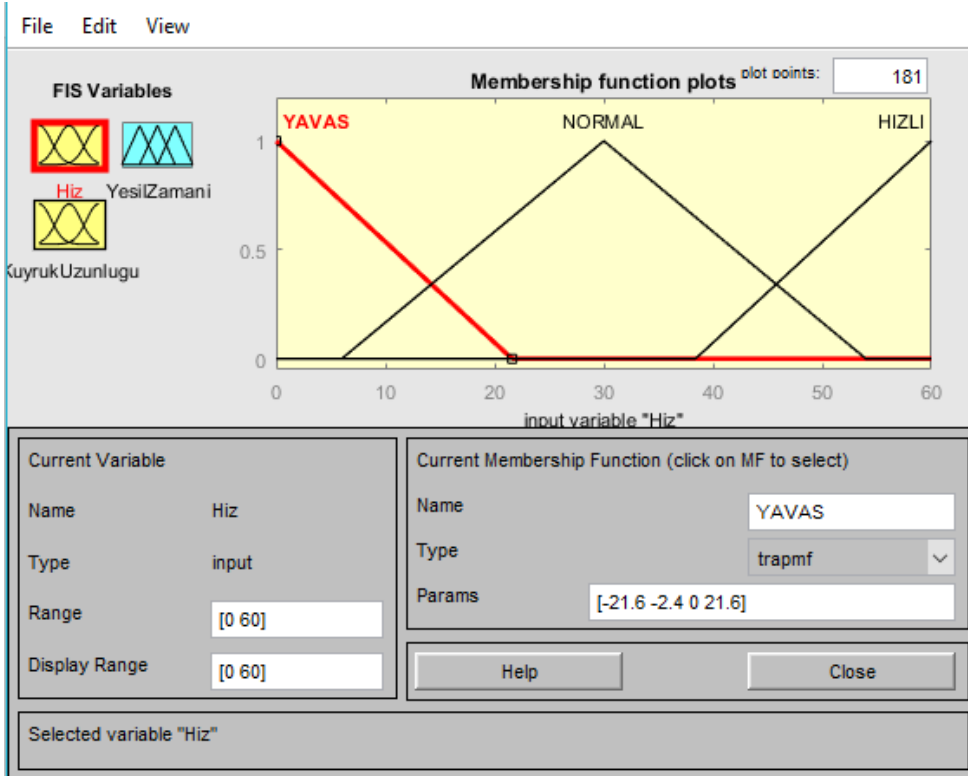 File Edit View
FIS Variables
Membership function plots
plot points: 181
YAVAS NORMAL HIZLI
1
0.5
0
Hiz YesilZamani
KuyrukUzunlugu
0 10 20 30 40 50 60
input variable "Hiz"
Current Variable
Name Hiz
Type input
Range [0 60]
Display Range [0 60]
Current Membership Function (click on MF to select)
Name YAVAS
Type trapmf
Params [-21.6 -2.4 0 21.6]
Help Close
Selected variable "Hiz"